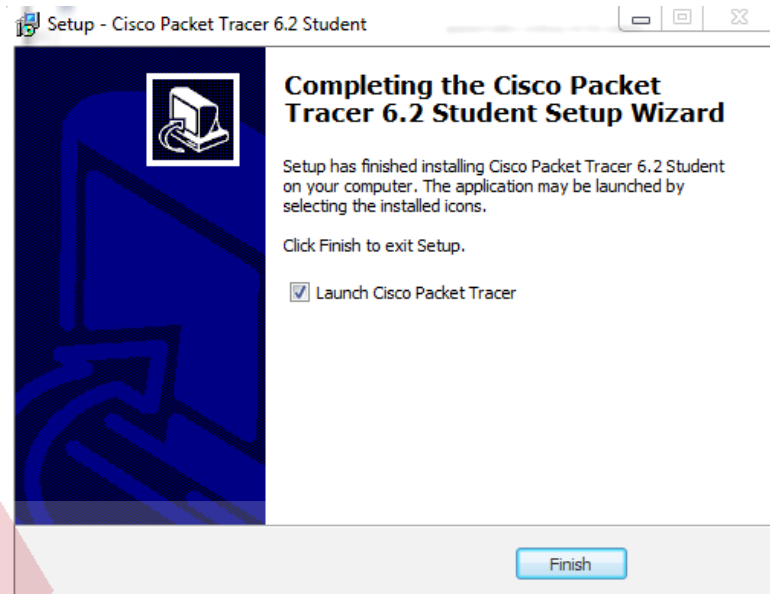 Setup - Cisco Packet Tracer 6.2 Student
Completing the Cisco Packet
Tracer 6.2 Student Setup Wizard
Setup has finished installing Cisco Packet Tracer 6.2 Student
on your computer. The application may be launched by
selecting the installed icons.
Click Finish to exit Setup.
Launch Cisco Packet Tracer
Finish